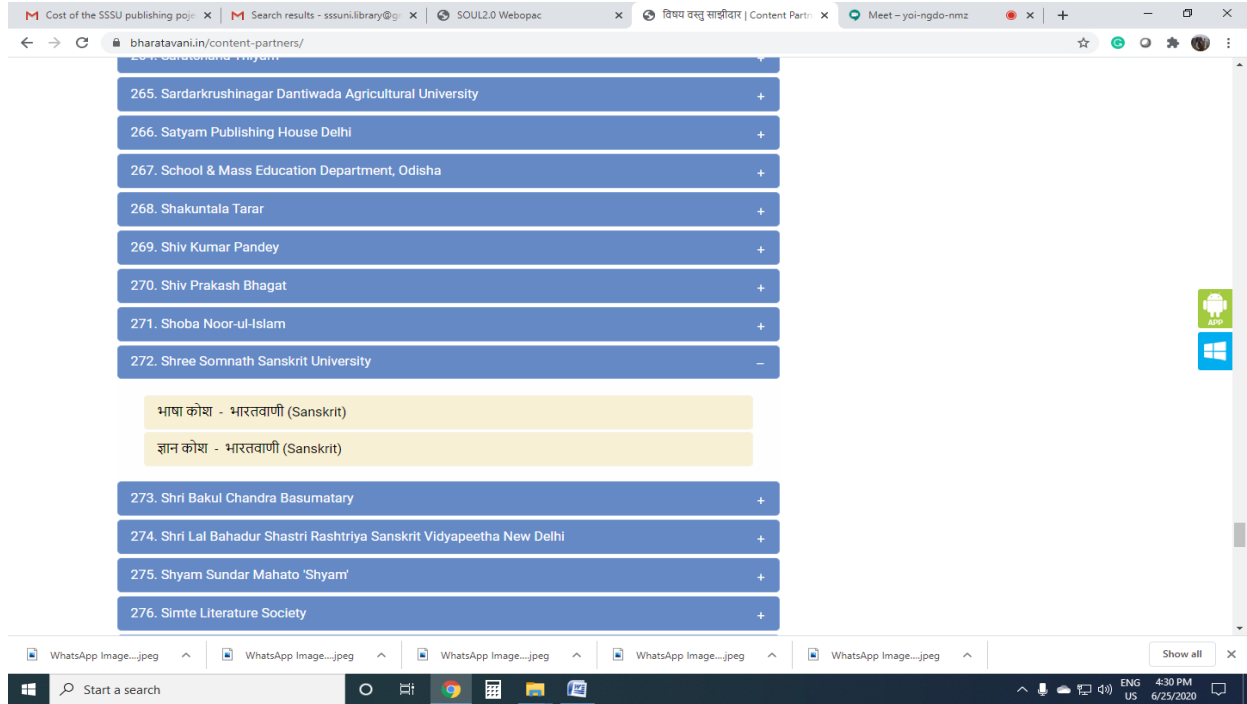 Cost of the SSSU publishing poje
Search results - sssuni.library@g
SOUL2.0 Webopac
विषय वस्तु साझीदार | Content Partn
Meet – yoi-ngdo-nmz
bharatavani.in/content-partners/
265. Sardarkrushinagar Dantiwada Agricultural University
266. Satyam Publishing House Delhi
267. School & Mass Education Department, Odisha
268. Shakuntala Tarar
269. Shiv Kumar Pandey
270. Shiv Prakash Bhagat
271. Shoba Noor-ul-Islam
APP
272. Shree Somnath Sanskrit University
भाषा कोश - भारतवाणी (Sanskrit)
ज्ञान कोश - भारतवाणी (Sanskrit)
273. Shri Bakul Chandra Basumatary
274. Shri Lal Bahadur Shastri Rashtriya Sanskrit Vidyapeetha New Delhi
275. Shyam Sundar Mahato 'Shyam'
276. Simte Literature Society
WhatsApp Image....jpeg
WhatsApp Image....jpeg
WhatsApp Image....jpeg
WhatsApp Image....jpeg
WhatsApp Image....jpeg
Show all
Start a search
ENG
US
4:30 PM
6/25/2020